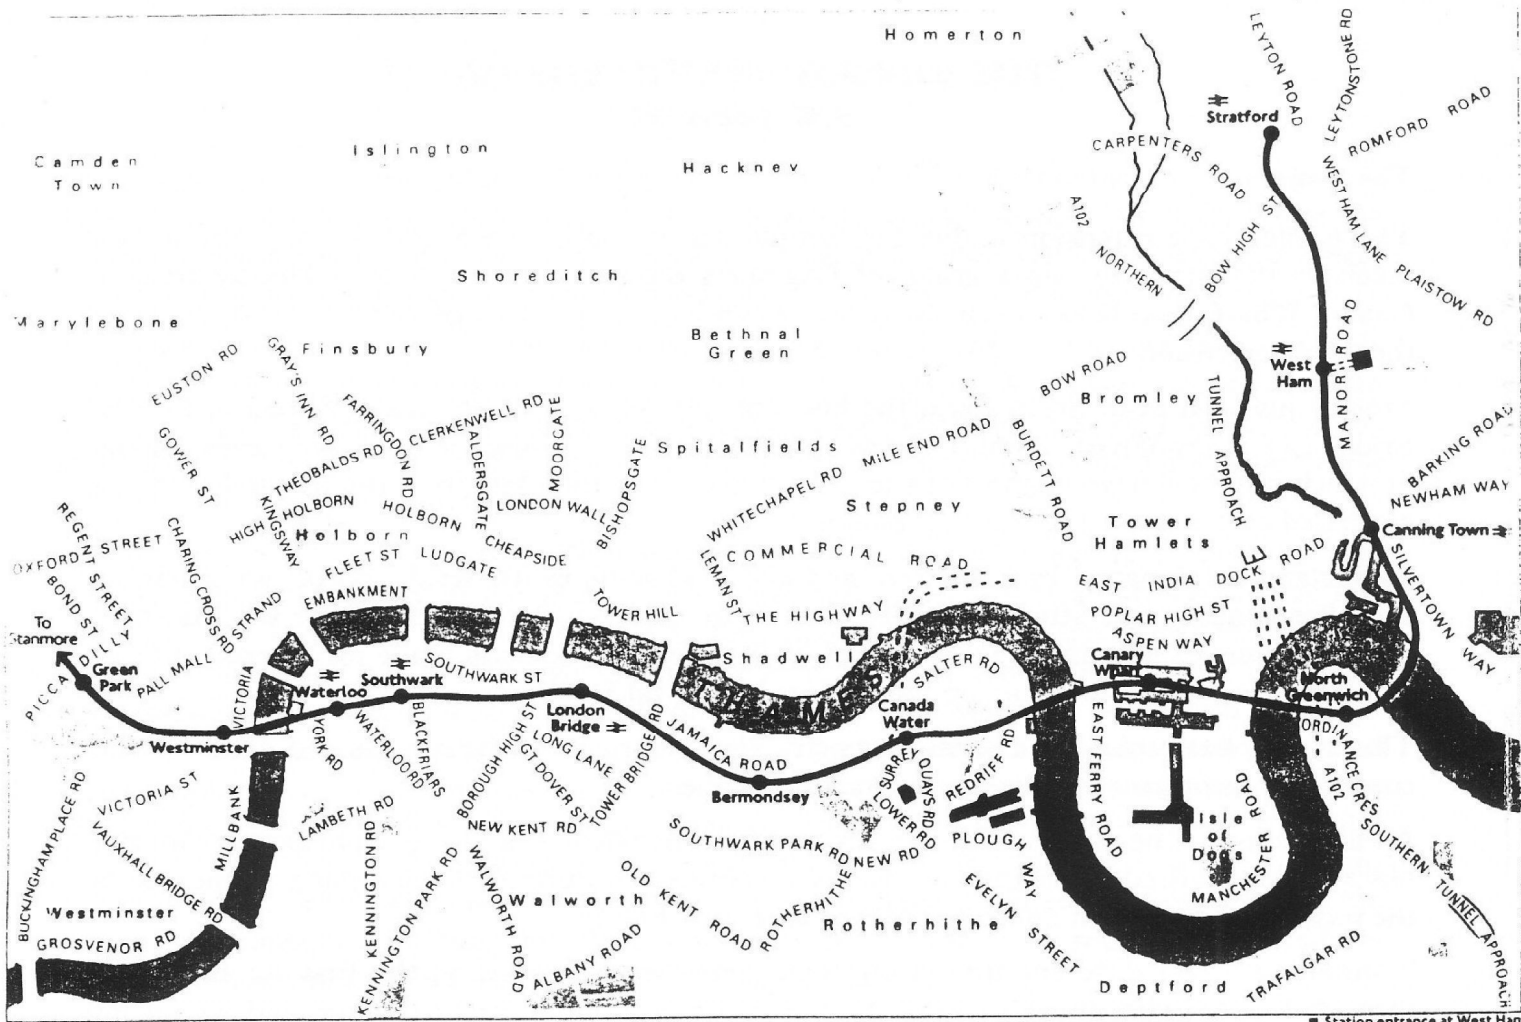 Homerton
LEYTON ROAD
LEYTONSTONE RD
Stratford
ROMFORD ROAD
CARPENTERS ROAD
Camden
Town
Islington
Hackney
WEST HAM LANE
PLAISTOW RD
A102
NORTHERN
BOW HIGH ST
Shoreditch
Marylebone
Finsbury
Bethnal
Green
EUSTON RD
GRAY'S INN RD
West
Ham
MANOR ROAD
BOW ROAD
Bromley
TUNNEL APPROACH
FARRINGDON RD
CLERKENWELL RD
THEOBALDS RD
ALDERSGATE
MOORGATE
GOWER ST
BISHOPSGATE
Spitalfields
WHITECHAPEL RD
MILE END ROAD
BURDETT ROAD
BARKING ROAD
NEWHAM WAY
Stepney
Tower
Hamlets
Canning Town
HIGH HOLBORN
HOLBORN
Holborn
KINGSWAY
LONDON WALL
CHEAPSIDE
REGENT STREET
OXFORD STREET
BOND ST
CHARING CROSS RD
FLEET ST
LUDGATE
EMBANKMENT
STRAND
PALL MALL
PICCADILLY
COMMERCIAL ROAD
LEMAN ST
THE HIGHWAY
TOWER HILL
EAST INDIA DOCK ROAD
POPLAR HIGH ST
ASPEN WAY
SILVERTOWN WAY
To
Stanmore
Green
Park
VICTORIA
Westminster
Waterloo
Southwark
SOUTHWARK ST
London
Bridge
Shadwell
THAMES
SALTER RD
Canada
Water
Canary
Wharf
North
Greenwich
ORDINANCE CRES
A102
YORK RD
WATERLOO RD
BLACKFRIARS
BOROUGH HIGH ST
LONG LANE
GT DOVER ST
TOWER BRIDGE RD
JAMAICA ROAD
Bermondsey
SURREY QUAYS RD
LOWER RD
REDRIFF RD
EAST FERRY ROAD
MANCHESTER ROAD
Isle
of
Dogs
BUCKINGHAM PLACE RD
VICTORIA ST
VAUXHALL BRIDGE RD
MILLBANK
LAMBETH RD
NEW KENT RD
SOUTHWARK PARK RD
NEW RD
PLOUGH WAY
SOUTHERN TUNNEL APPROACH
Westminster
GROSVENOR RD
KENNINGTON RD
KENNINGTON PARK RD
WALWORTH ROAD
Walworth
OLD KENT ROAD
ALBANY ROAD
ROTHERHITHE
Rotherhithe
EVELYN STREET
Deptford
TRAFALGAR RD
Station entrance at West Ham